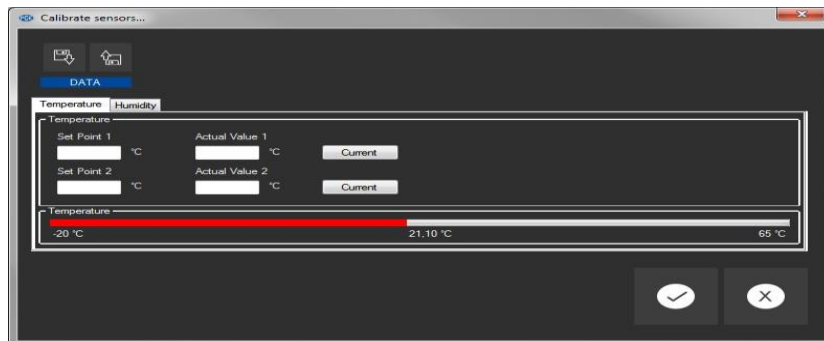 Calibrate sensors...
DATA
Temperature Humidity
Temperature
Set Point 1 Actual Value 1
°C °C Current
Set Point 2 Actual Value 2
°C °C Current
Temperature
-20 °C 21,10 °C 65 °C